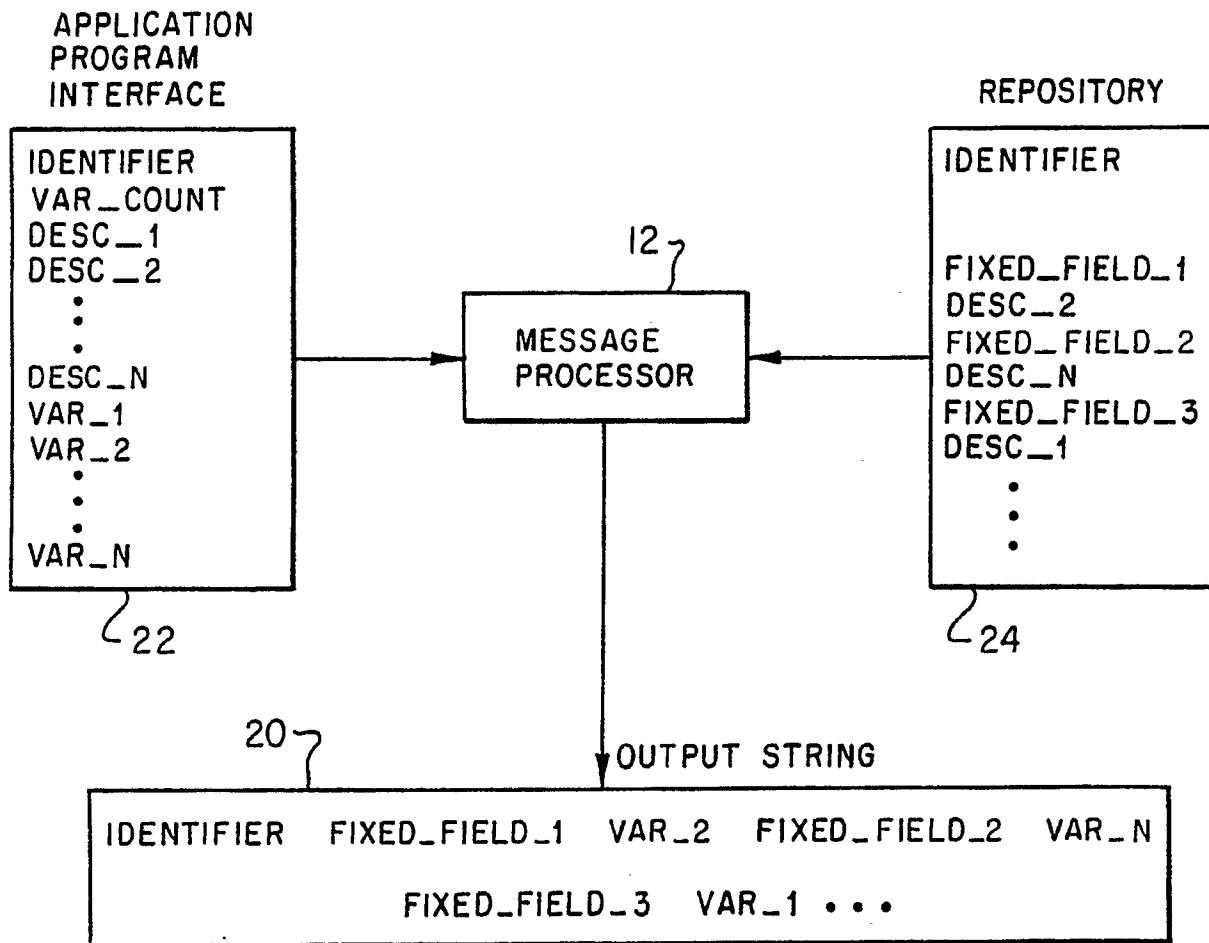 APPLICATION
PROGRAM
INTERFACE
IDENTIFIER
VAR_COUNT
DESC_1
DESC_2
DESC_N
VAR_1
VAR_2
VAR_N
22
12
MESSAGE
PROCESSOR
REPOSITORY
IDENTIFIER
FIXED_FIELD_1
DESC_2
FIXED_FIELD_2
DESC_N
FIXED_FIELD_3
DESC_1
24
20
OUTPUT STRING
IDENTIFIER FIXED_FIELD_1 VAR_2 FIXED_FIELD_2 VAR_N
FIXED_FIELD_3 VAR_1 •••